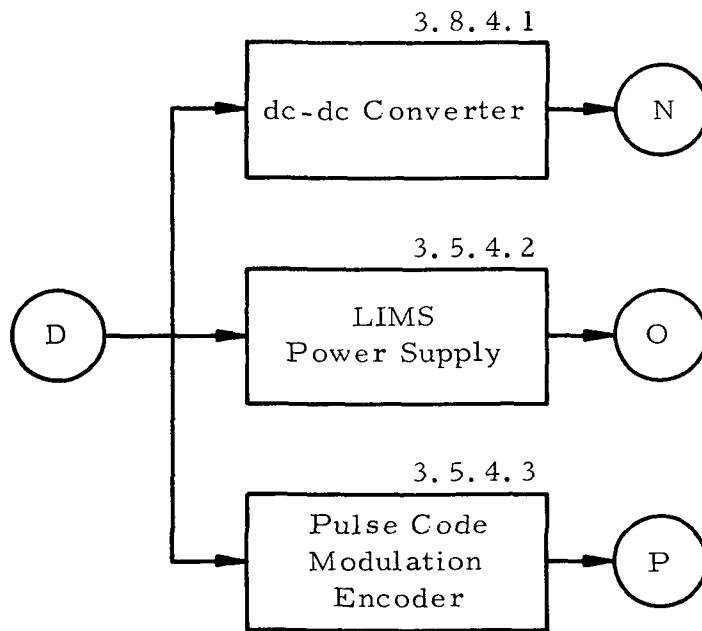 3.8.4.1
dc-dc Converter
N
3.5.4.2
D
LIMS
Power Supply
O
3.5.4.3
Pulse Code
Modulation
Encoder
P